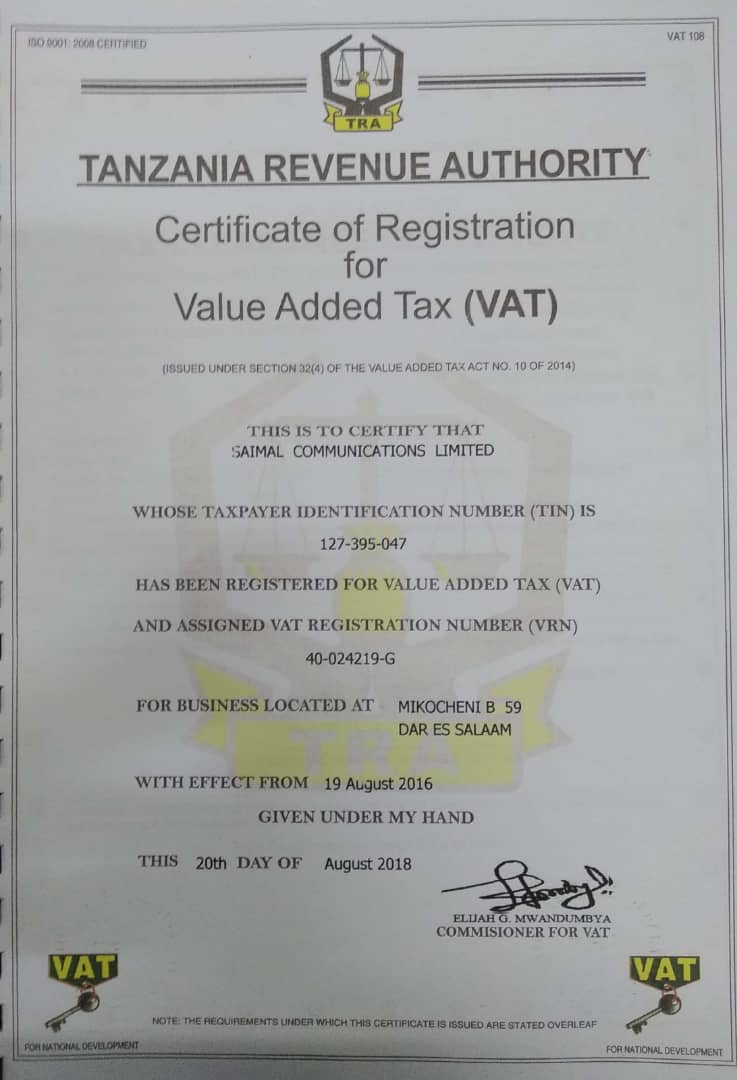 ISO 9001: 2008 CERTIFIED
VAT 108
TRA
TANZANIA REVENUE AUTHORITY
Certificate of Registration
for
Value Added Tax (VAT)
(ISSUED UNDER SECTION 32(4) OF THE VALUE ADDED TAX ACT NO. 10 OF 2014)
THIS IS TO CERTIFY THAT
SAIMAL COMMUNICATIONS LIMITED
WHOSE TAXPAYER IDENTIFICATION NUMBER (TIN) IS
127-395-047
HAS BEEN REGISTERED FOR VALUE ADDED TAX (VAT)
AND ASSIGNED VAT REGISTRATION NUMBER (VRN)
40-024219-G
FOR BUSINESS LOCATED AT MIKOCHENI B 59
DAR ES SALAAM
TRA
WITH EFFECT FROM 19 August 2016
GIVEN UNDER MY HAND
THIS 20th DAY OF August 2018
ELIJAH G. MWANDUMBYA
COMMISIONER FOR VAT
VAT
VAT
NOTE: THE REQUIREMENTS UNDER WHICH THIS CERTIFICATE IS ISSUED ARE STATED OVERLEAF
FOR NATIONAL DEVELOPMENT
FOR NATIONAL DEVELOPMENT